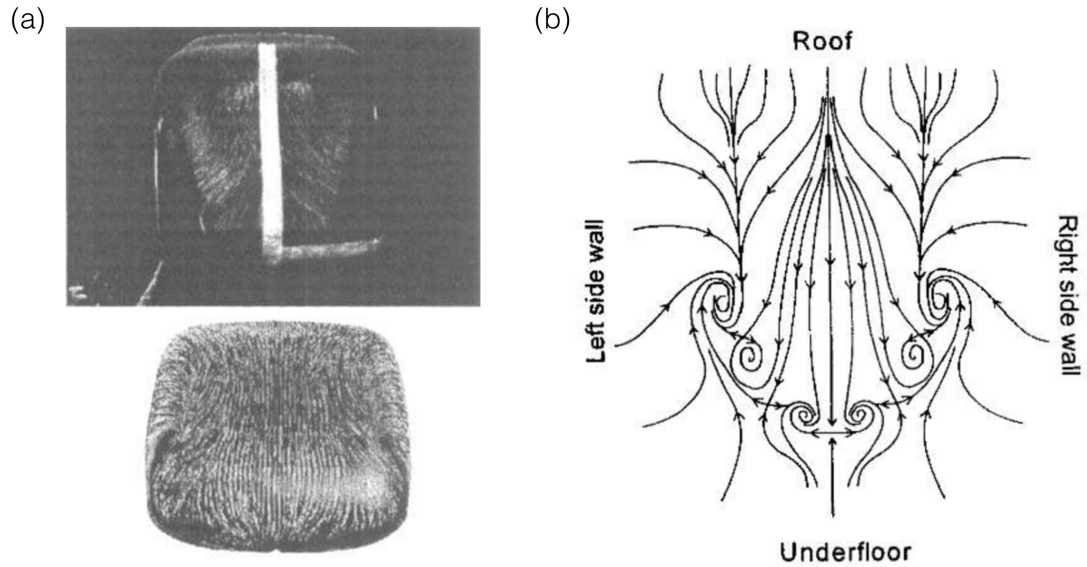 (a)
(b)
Roof
Left side wall
Right side wall
Underfloor